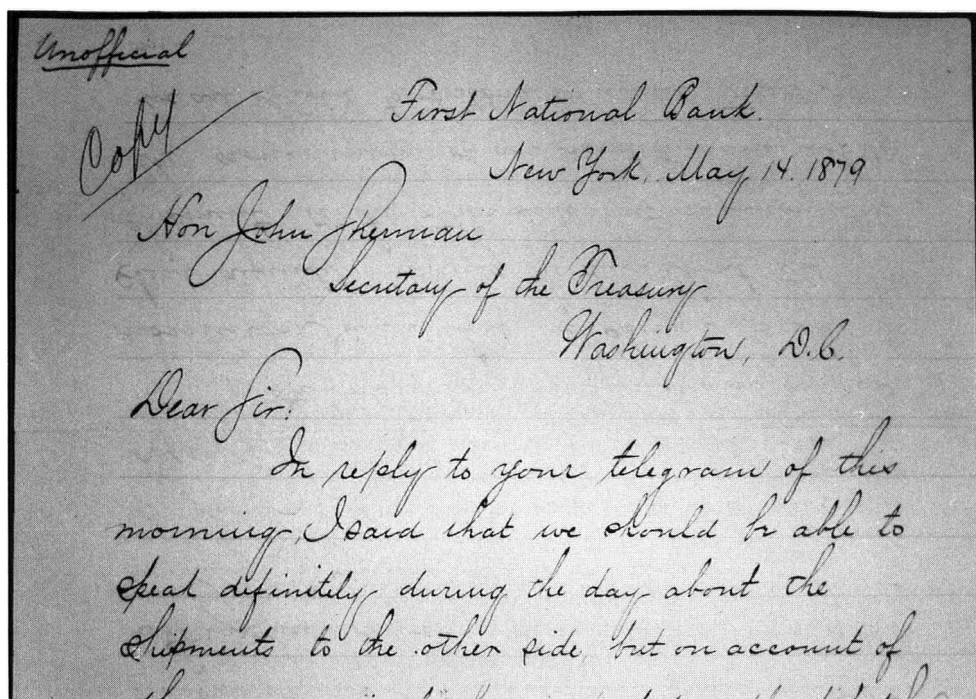 Unofficial
Copy
First National Bank.
New York, May 14. 1879
Hon John Sherman
Secretary of the Treasury
Washington, D.C.
Dear Sir:
In reply to your telegram of this
morning, I said that we should be able to
speak definitely during the day about the
shipments to the other side, but on account of